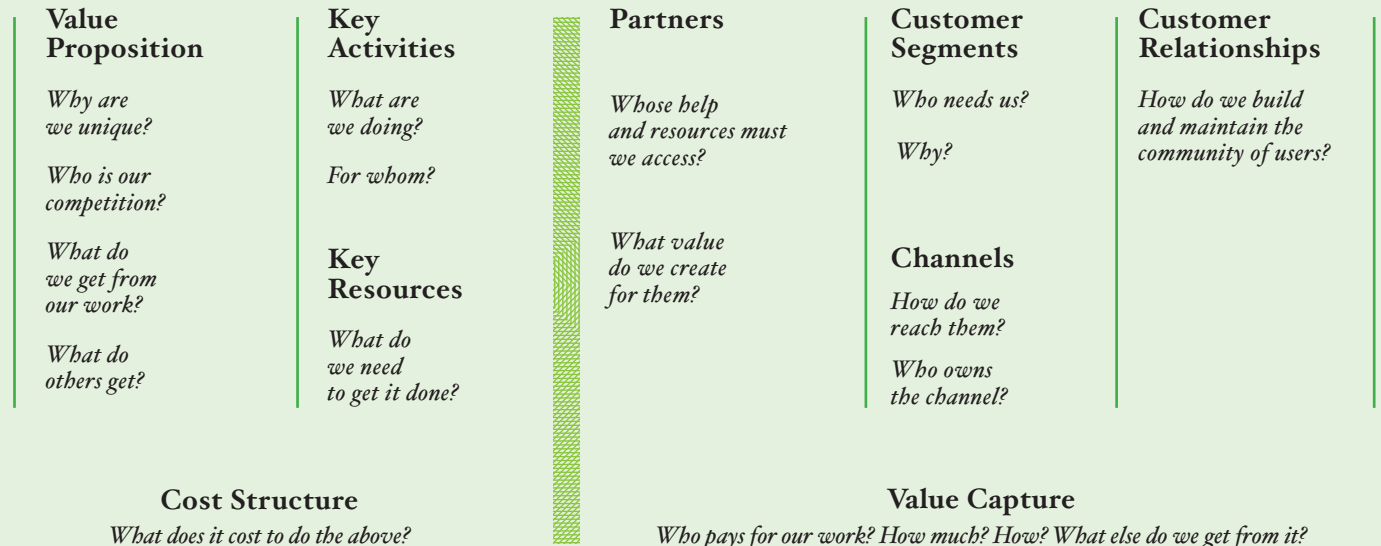 Value
Proposition
Why are
we unique?
Who is our
competition?
What do
we get from
our work?
What do
others get?
Key
Activities
What are
we doing?
For whom?
Key
Resources
What do
we need
to get it done?
Partners
Whose help
and resources must
we access?
What value
do we create
for them?
Customer
Segments
Who needs us?
Why?
Channels
How do we
reach them?
Who owns
the channel?
Customer
Relationships
How do we build
and maintain the
community of users?
Cost Structure
What does it cost to do the above?
Value Capture
Who pays for our work? How much? How? What else do we get from it?